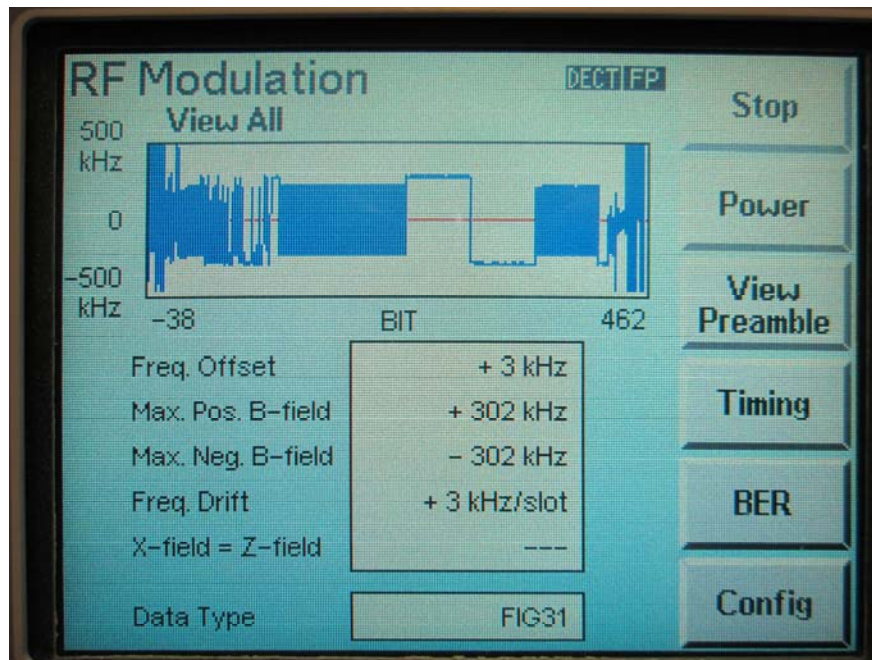 RF Modulation
DECT FP
View All
500
kHz
0
-500
kHz
-38
BIT
462
Freq. Offset + 3 kHz
Max. Pos. B-field + 302 kHz
Max. Neg. B-field - 302 kHz
Freq. Drift + 3 kHz/slot
X-field = Z-field ---
Data Type FIG31
Stop
Power
View
Preamble
Timing
BER
Config